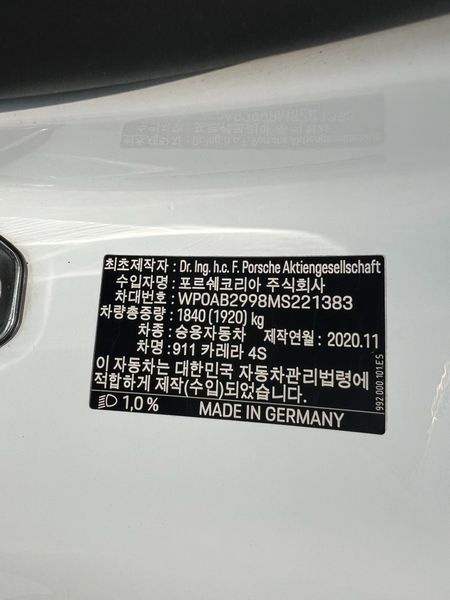 최초제작자 : Dr. Ing. h.c. F. Porsche Aktiengesellschaft
수입자명 : 포르쉐코리아 주식회사
차대번호 : WP0AB2998MS221383
차량총중량 : 1840 (1920) kg
차종 : 승용자동차 제작연월 : 2020.11
차명 : 911 카레라 4S
이 자동차는 대한민국 자동차관리법령에
적합하게 제작(수입)되었습니다.
1,0 % MADE IN GERMANY
992.000.101.ES